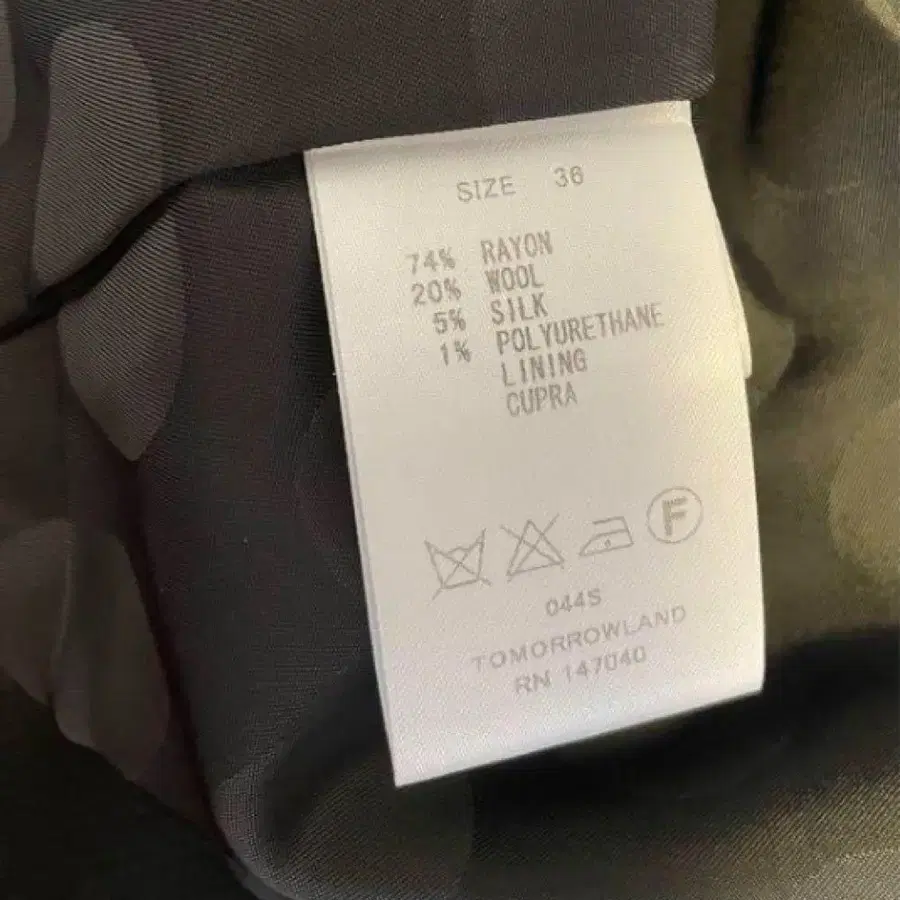 SIZE 36
74% RAYON
20% WOOL
5% SILK
1% POLYURETHANE
LINING
CUPRA
F
044S
TOMORROWLAND
RN 147040